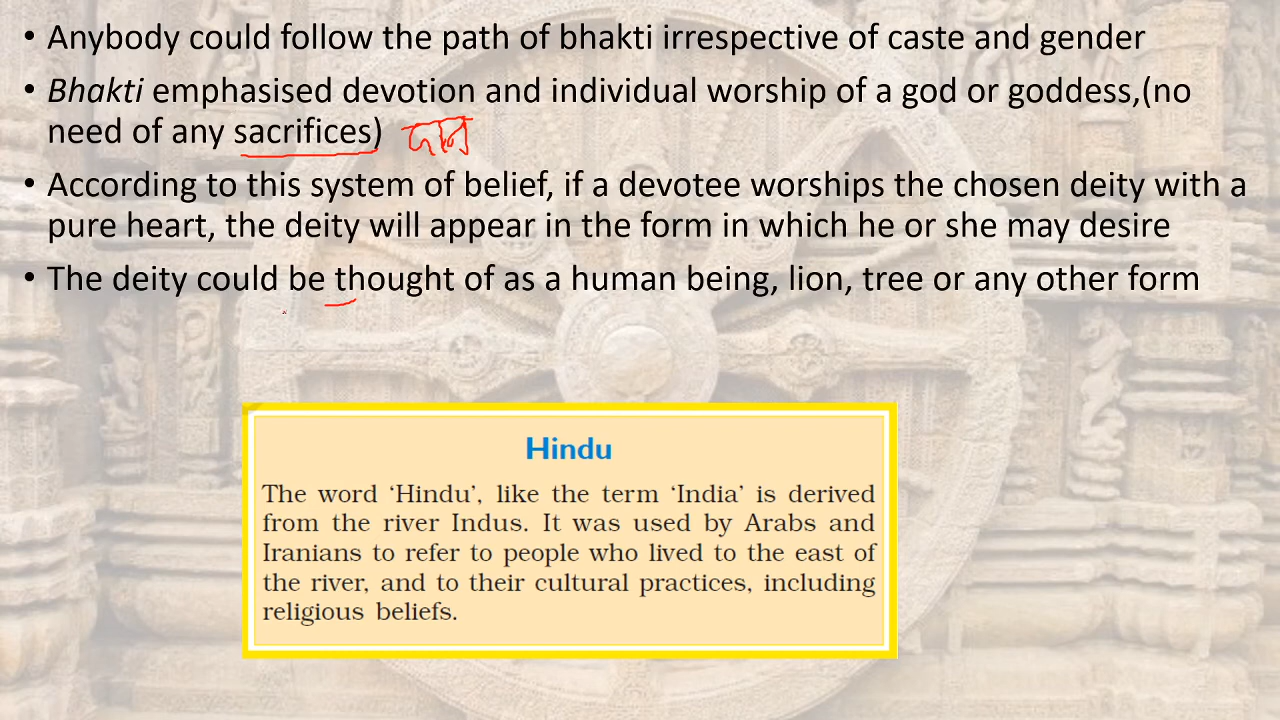 • Anybody could follow the path of bhakti irrespective of caste and gender
• Bhakti emphasised devotion and individual worship of a god or goddess,(no
need of any sacrifices)
• According to this system of belief, if a devotee worships the chosen deity with a
pure heart, the deity will appear in the form in which he or she may desire
• The deity could be thought of as a human being, lion, tree or any other form
Hindu
The word ‘Hindu’, like the term ‘India’ is derived
from the river Indus. It was used by Arabs and
Iranians to refer to people who lived to the east of
the river, and to their cultural practices, including
religious beliefs.